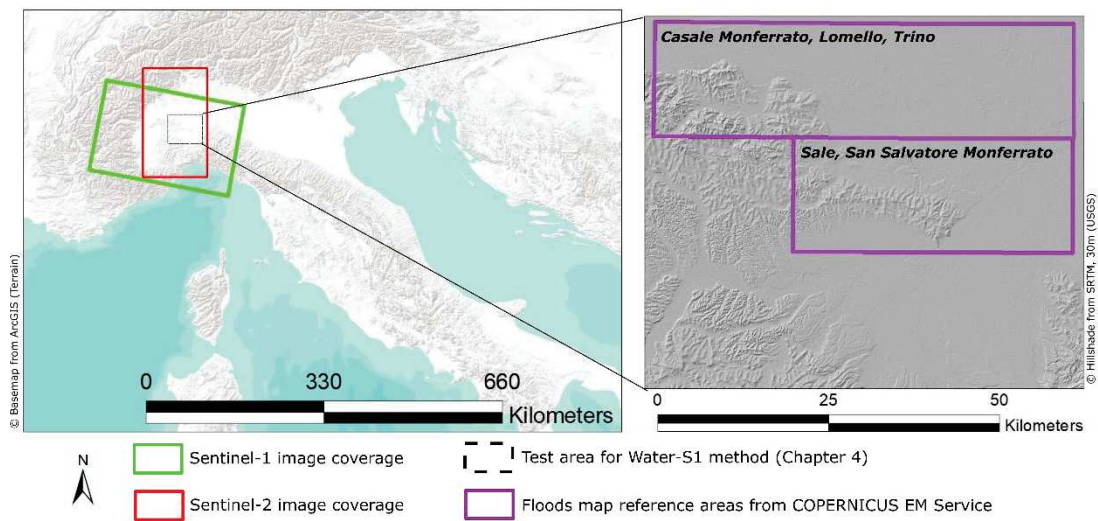 © Basemap from ArcGIS (Terrain)
0 330 660
Kilometers
Casale Monferrato, Lomello, Trino
Sale, San Salvatore Monferrato
© Hillshade from SRTM, 30m (USGS)
0 25 50
Kilometers
N
Sentinel-1 image coverage
Test area for Water-S1 method (Chapter 4)
Sentinel-2 image coverage
Floods map reference areas from COPERNICUS EM Service